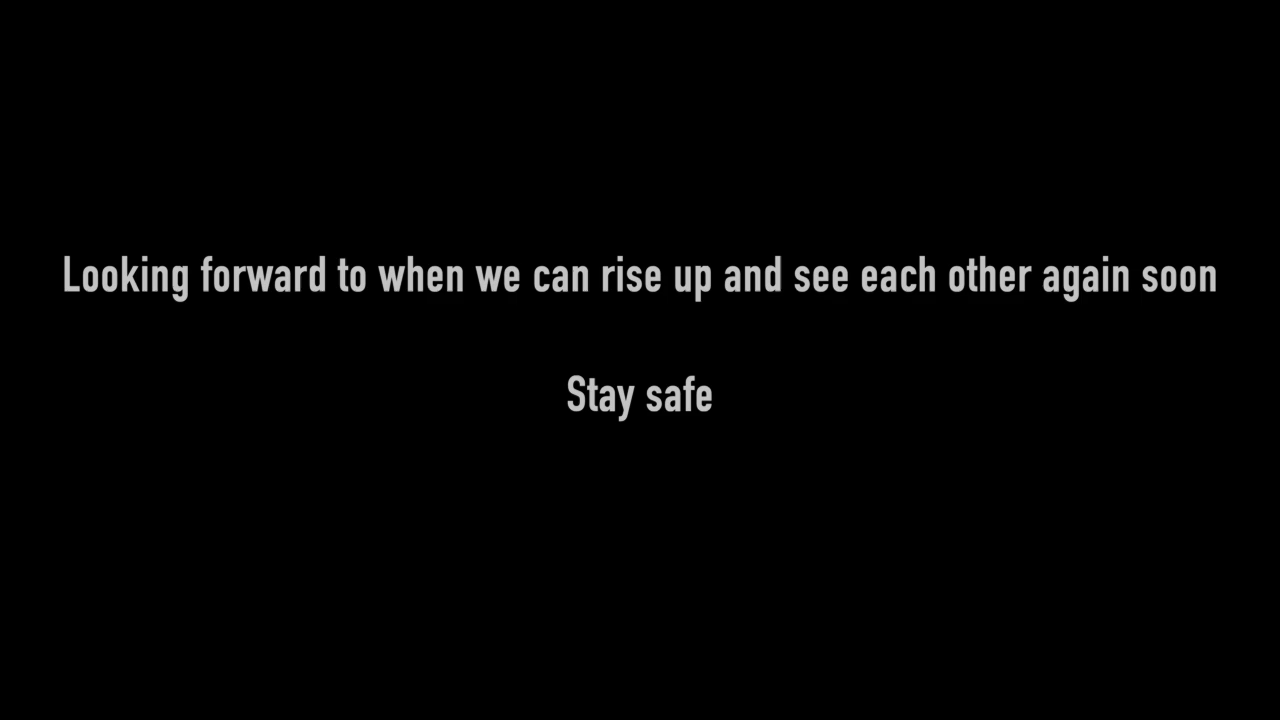 Looking forward to when we can rise up and see each other again soon
Stay safe